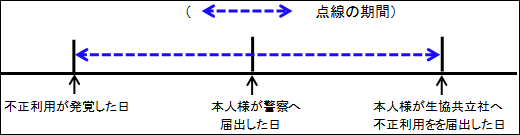 ( 点線の期間)
不正利用が発覚した日
本人様が警察へ
届出した日
本人様が生協共立社へ
不正利用をを届出した日